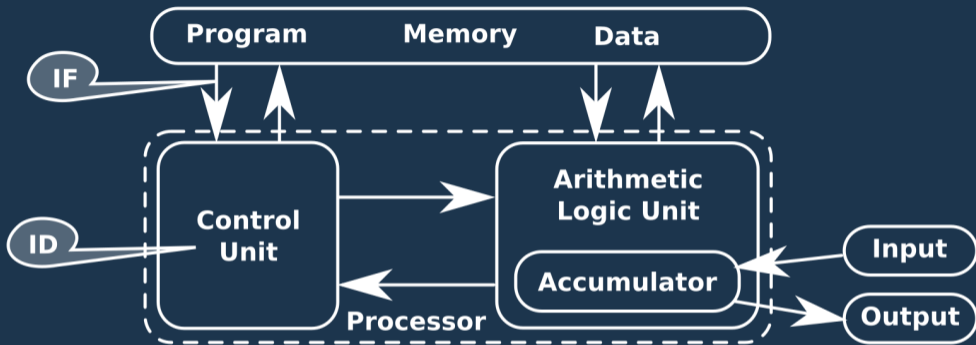 Program Memory Data
IF
Arithmetic
Logic Unit
Control
Unit
ID
Input
Accumulator
Processor
Output